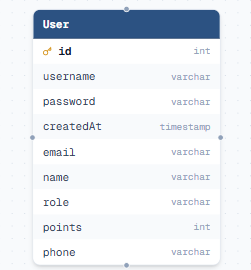 User
id int
username varchar
password varchar
createdAt timestamp
email varchar
name varchar
role varchar
points int
phone varchar